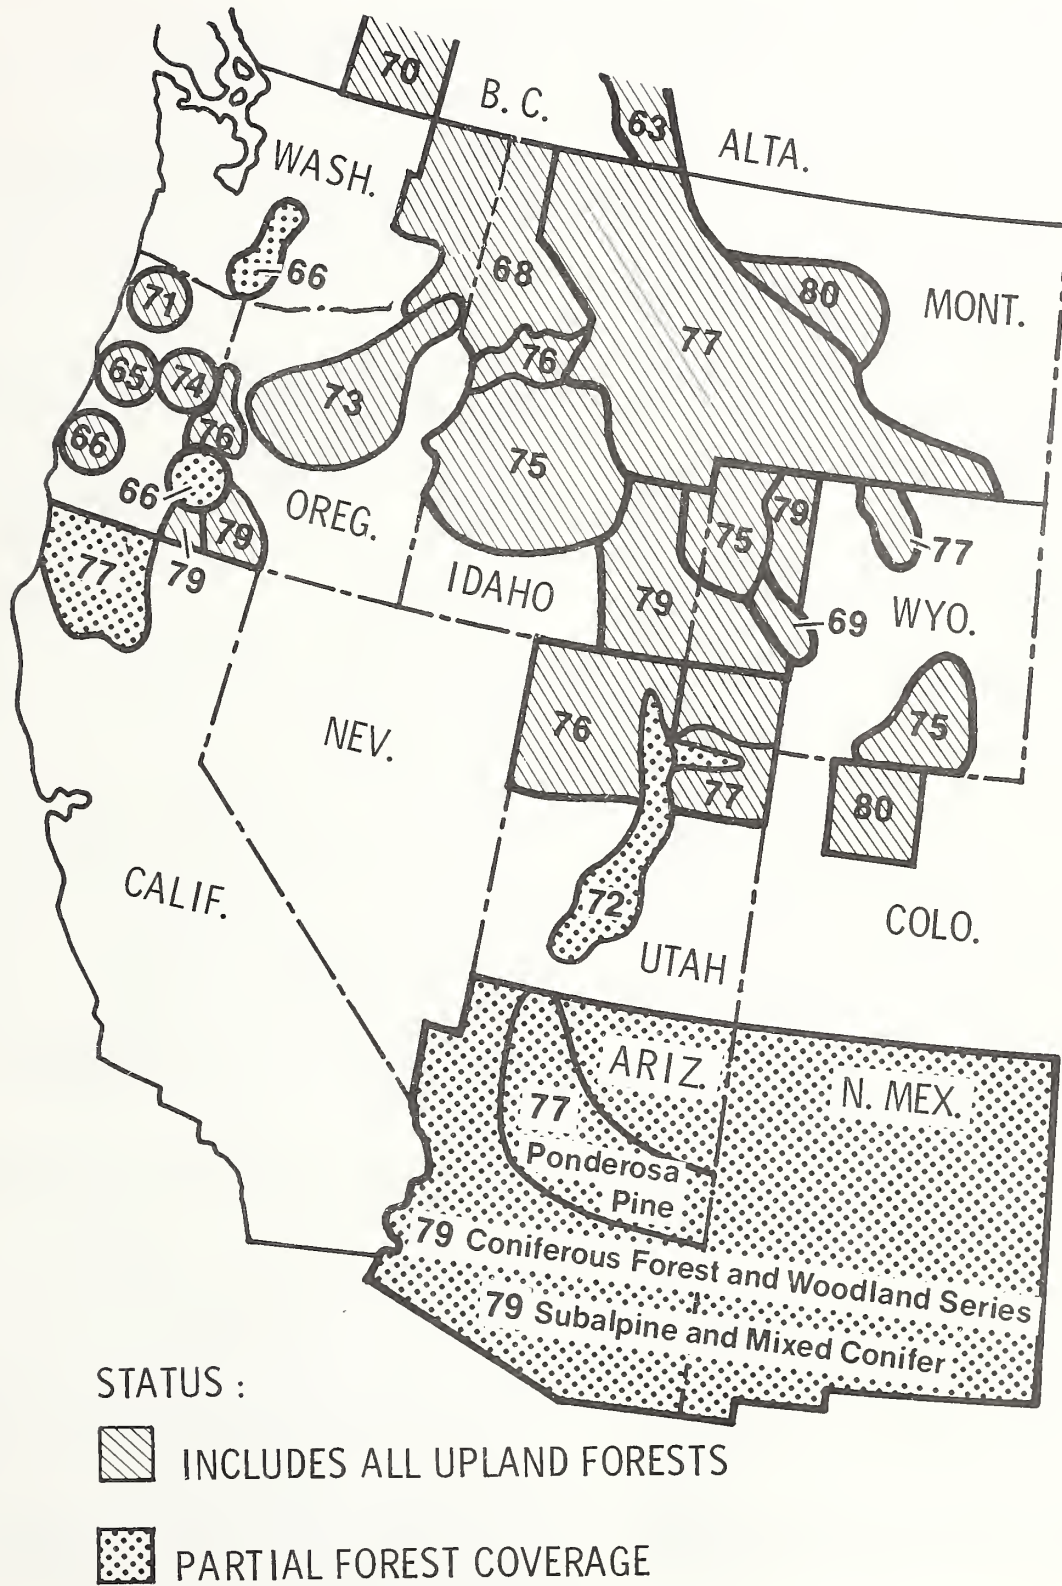 70
B. C.
63
ALTA.
WASH.
66
68
80
MONT.
71
77
65
74
76
73
66
76
75
66
OREG.
79
79
77
IDAHO
75
79
77
79
69
WYO.
NEV.
76
77
75
80
CALIF.
72
UTAH
COLO.
ARIZ.
N. MEX.
77
Ponderosa
Pine
79 Coniferous Forest and Woodland Series
79 Subalpine and Mixed Conifer
STATUS :
INCLUDES ALL UPLAND FORESTS
PARTIAL FOREST COVERAGE